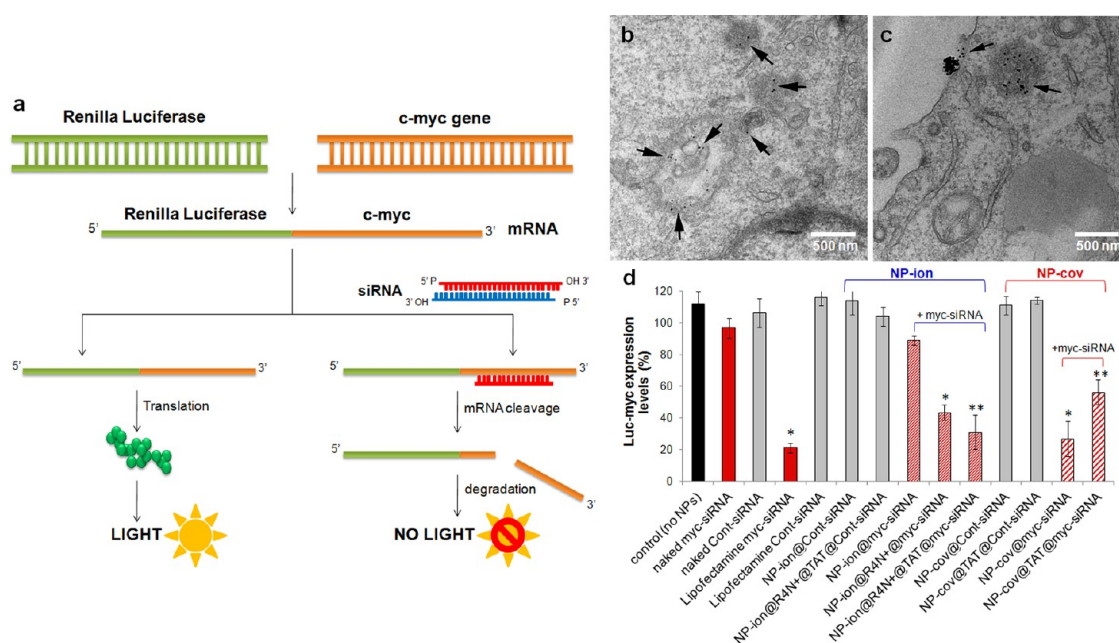 a
Renilla Luciferase
c-myc gene
Renilla Luciferase
c-myc
5’
3’
mRNA
siRNA
5’ P
OH 3’
3’ OH
P 5’
5’
3’
5’
3’
Translation
mRNA cleavage
5’
3’
degradation
LIGHT
NO LIGHT
b
500 nm
c
500 nm
d
NP-ion
NP-cov
+ myc-siRNA
+myc-siRNA
Luc-myc expression
levels (%)
120
100
80
60
40
20
0
*
*
**
*
**
control (no NPs)
naked myc-siRNA
naked Cont-siRNA
Lipofectamine myc-siRNA
Lipofectamine Cont-siRNA
NP-ion@Cont-siRNA
NP-ion@R4N+@TAT@Cont-siRNA
NP-ion@myc-siRNA
NP-ion@R4N+@myc-siRNA
NP-ion@R4N+@TAT@myc-siRNA
NP-cov@Cont-siRNA
NP-cov@TAT@Cont-siRNA
NP-cov@myc-siRNA
NP-cov@TAT@myc-siRNA